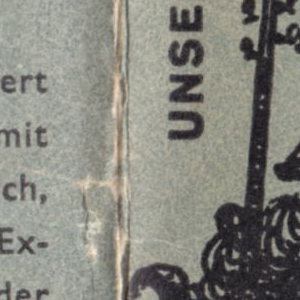 ert
mit
ch,
Ex-
der
UNSE